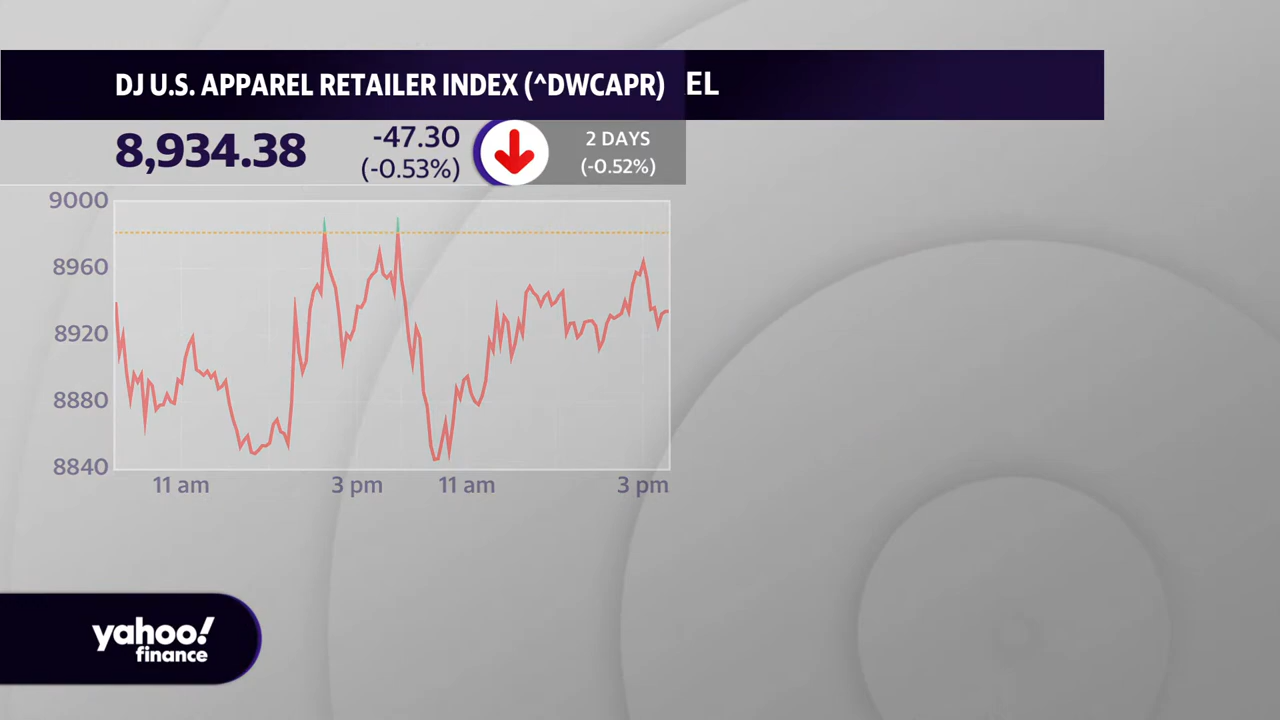 DJ U.S. APPAREL RETAILER INDEX (^DWCAPR) EL
8,934.38
-47.30
(-0.53%)
2 DAYS
(-0.52%)
9000
8960
8920
8880
8840
11 am 3 pm 11 am 3 pm
yahoo!
finance